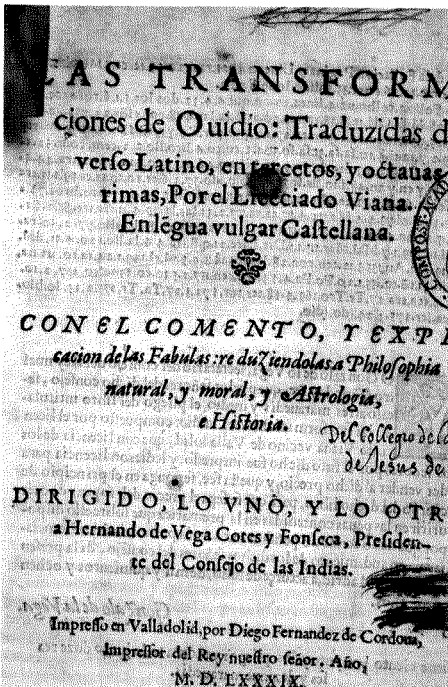 LAS TRANSFORM
ciones de Ouidio: Traduzidas d
verso Latino, en tercetos, y octauas
rimas, Por el Licēciado Viana.
En lēgua vulgar Castellana.
CON EL COMENTO, Y EXPL
cacion de las Fabulas: reduziendolas a Philosophia
natural, y moral, y Astrologia,
e Historia.
Del Collegio de la
de Jesus de
DIRIGIDO, LO VNO, Y LO OTR
a Hernando de Vega Cotes y Fonseca, Presiden-
te del Consejo de las Indias.
Impresso en Valladolid, por Diego Fernandez de Cordoua,
Impressor del Rey nuestro señor. Año,
M. D. LXXXIX.